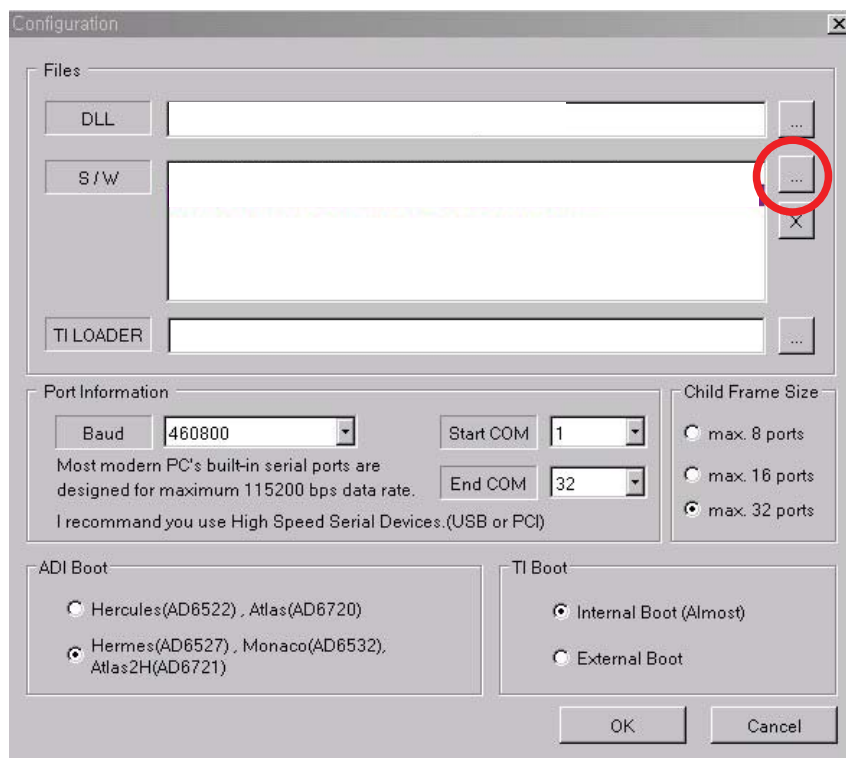 Configuration
Files
DLL
...
S/W
...
X
TI LOADER
...
Port Information
Baud
460800
Start COM
1
Most modern PC's built-in serial ports are
designed for maximum 115200 bps data rate.
End COM
32
I recommand you use High Speed Serial Devices.(USB or PCI)
Child Frame Size
max. 8 ports
max. 16 ports
max. 32 ports
ADI Boot
Hercules(AD6522) , Atlas(AD6720)
Hermes(AD6527) , Monaco(AD6532),
Atlas2H(AD6721)
TI Boot
Internal Boot (Almost)
External Boot
OK
Cancel